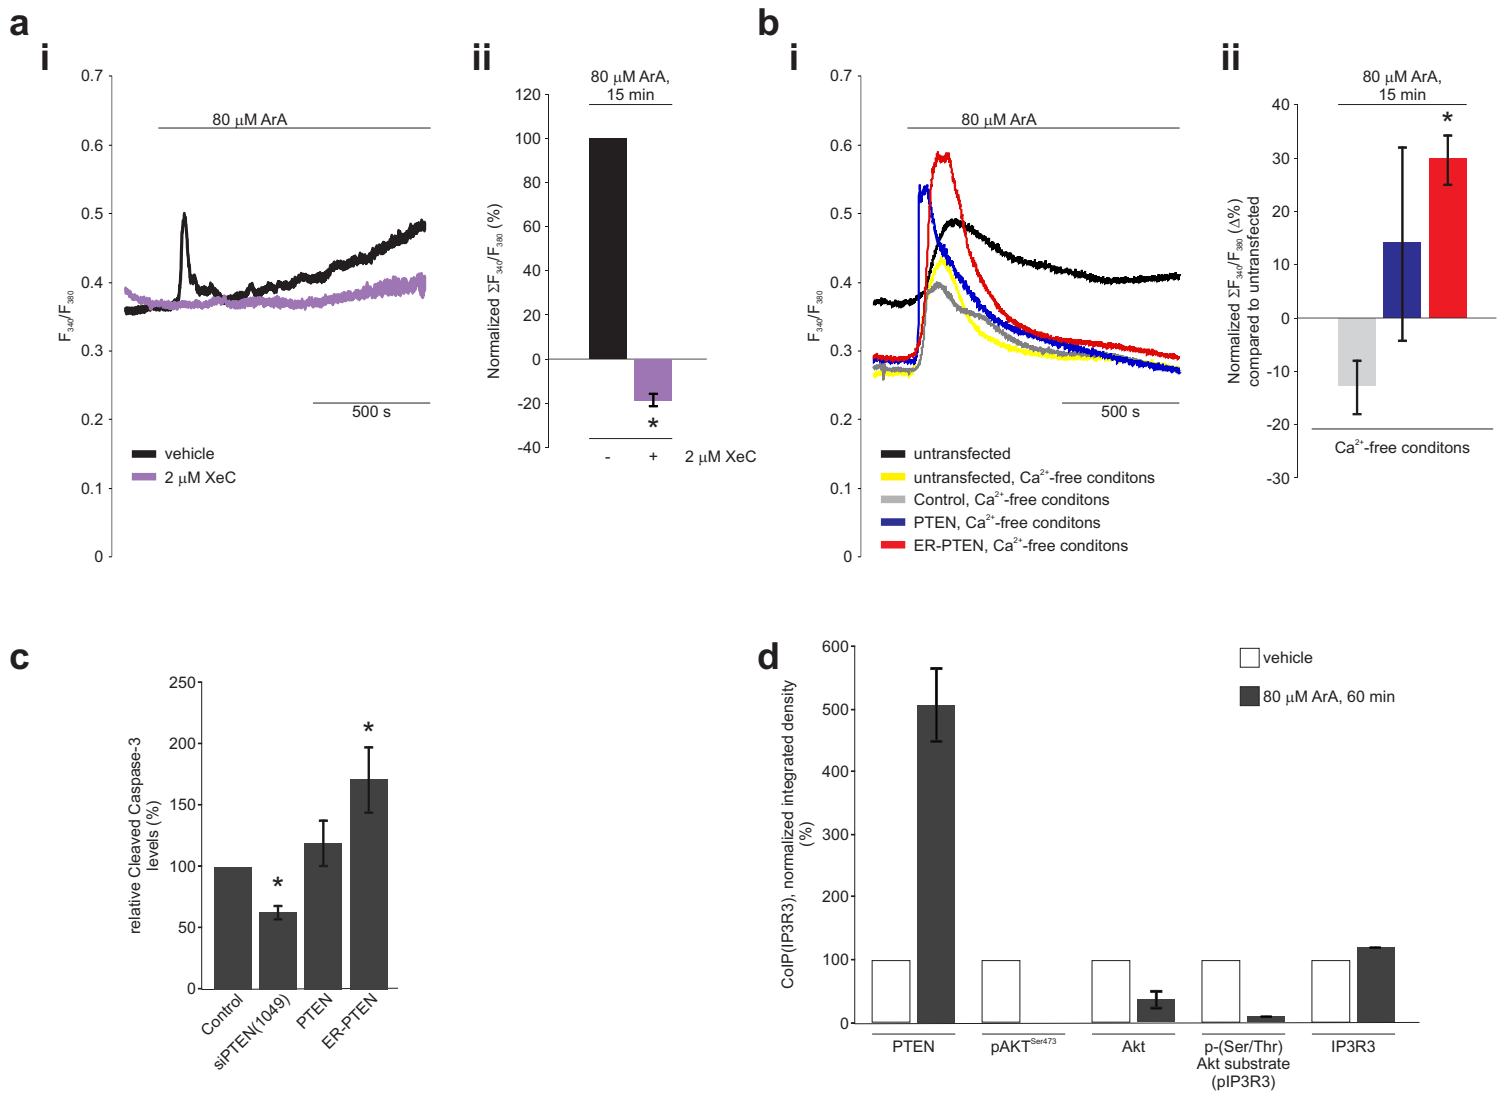 a
i
0.7
0.6
0.5
0.4
0.3
0.2
0.1
0
F340/F380
80 µM ArA
500 s
vehicle
2 µM XeC
ii
80 µM ArA,
15 min
120
100
80
60
40
20
0
-20
-40
Normalized ΣF340/F380 (%)
*
-
+
2 µM XeC
b
i
0.7
0.6
0.5
0.4
0.3
0.2
0.1
0
F340/F380
80 µM ArA
500 s
untransfected
untransfected, Ca2+-free conditons
Control, Ca2+-free conditons
PTEN, Ca2+-free conditons
ER-PTEN, Ca2+-free conditons
ii
80 µM ArA,
15 min
40
30
20
10
0
-10
-20
-30
Normalized ΣF340/F380 (Δ%)
compared to untransfected
*
Ca2+-free conditons
c
250
200
150
100
50
0
relative Cleaved Caspase-3
levels (%)
*
*
Control
siPTEN(1049)
PTEN
ER-PTEN
d
600
500
400
300
200
100
0
CoIP(IP3R3), normalized integrated density
(%)
vehicle
80 µM ArA, 60 min
PTEN
pAKTSer473
Akt
p-(Ser/Thr)
Akt substrate
(pIP3R3)
IP3R3